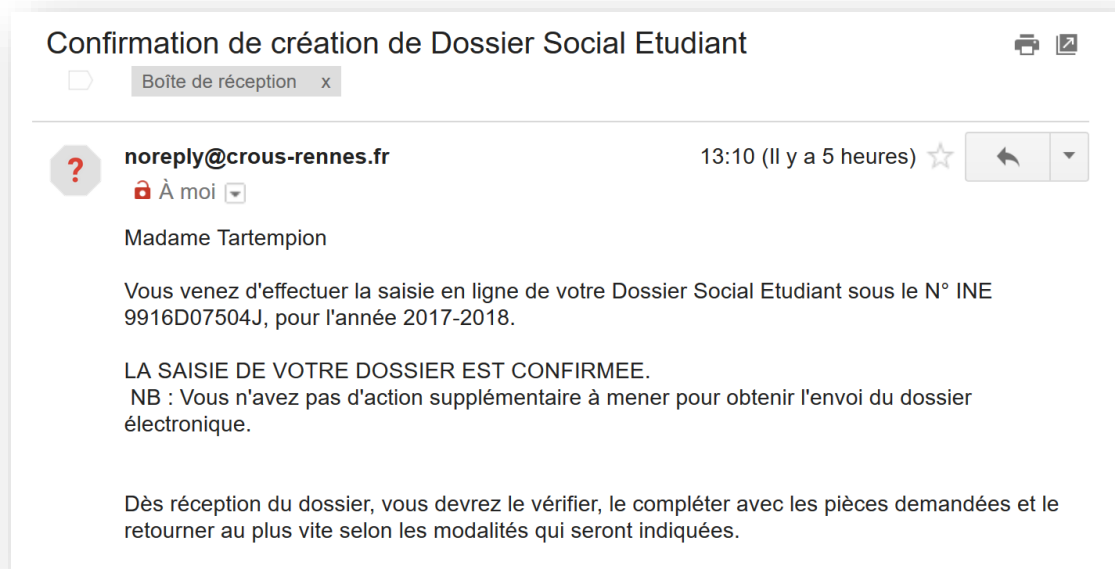 Confirmation de création de Dossier Social Etudiant
Boîte de réception x
?
noreply@crous-rennes.fr
13:10 (Il y a 5 heures)
À moi
Madame Tartempion
Vous venez d'effectuer la saisie en ligne de votre Dossier Social Etudiant sous le N° INE
9916D07504J, pour l'année 2017-2018.
LA SAISIE DE VOTRE DOSSIER EST CONFIRMEE.
NB : Vous n'avez pas d'action supplémentaire à mener pour obtenir l'envoi du dossier
électronique.
Dès réception du dossier, vous devrez le vérifier, le compléter avec les pièces demandées et le
retourner au plus vite selon les modalités qui seront indiquées.